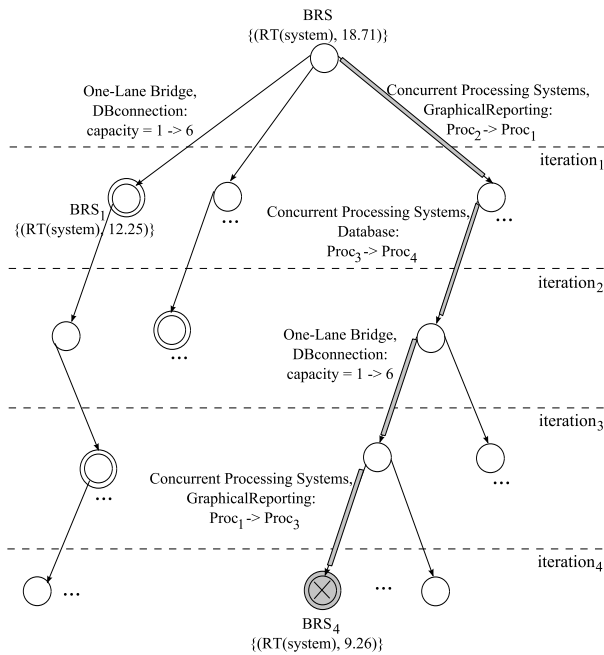 BRS
{(RT(system), 18.71)}
One-Lane Bridge,
DBconnection:
capacity = 1 -> 6
Concurrent Processing Systems,
GraphicalReporting:
Proc2-> Proc1
iteration1
BRS1
{(RT(system), 12.25)}
...
Concurrent Processing Systems,
Database:
Proc3-> Proc4
...
iteration2
...
One-Lane Bridge,
DBconnection:
capacity = 1 -> 6
iteration3
...
Concurrent Processing Systems,
GraphicalReporting:
Proc1-> Proc3
...
iteration4
...
...
BRS4
{(RT(system), 9.26)}